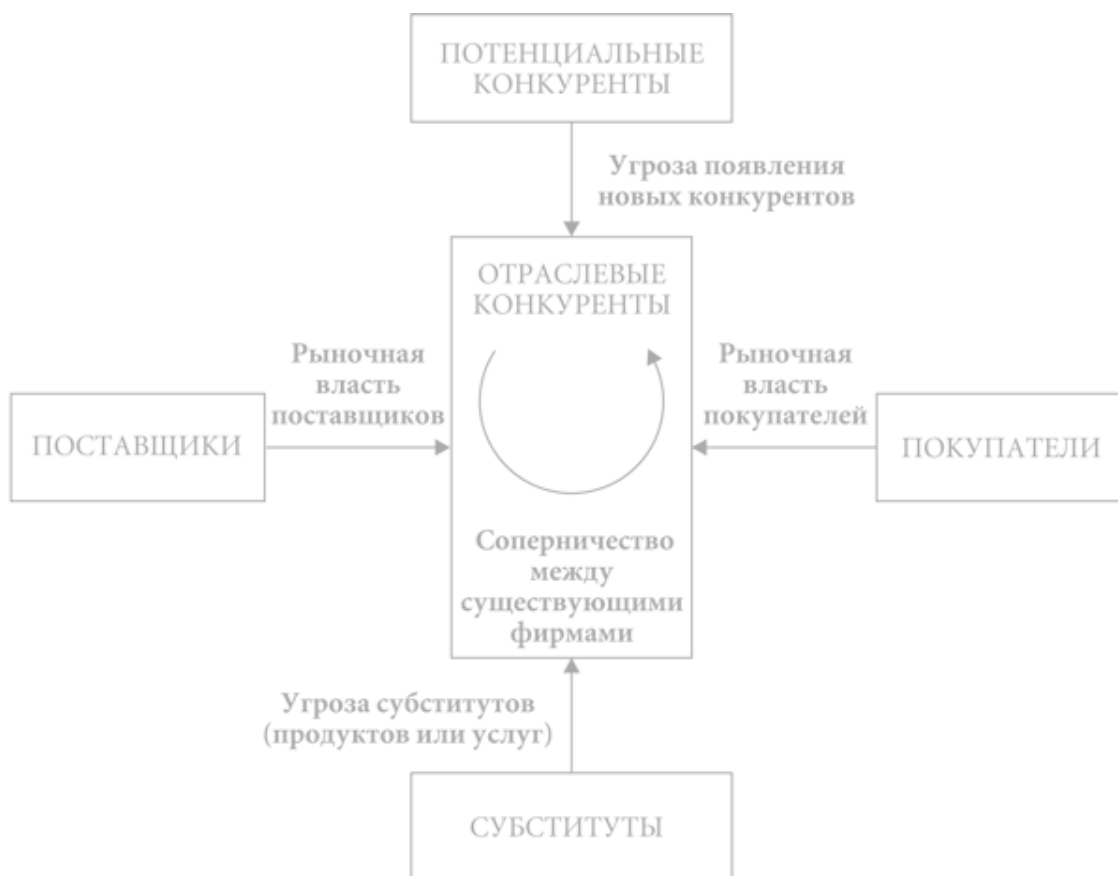 ПОТЕНЦИАЛЬНЫЕ
КОНКУРЕНТЫ
Угроза появления
новых конкурентов
ОТРАСЛЕВЫЕ
КОНКУРЕНТЫ
Рыночная
власть
поставщиков
Рыночная
власть
покупателей
ПОСТАВЩИКИ
ПОКУПАТЕЛИ
Соперничество
между
существующими
фирмами
Угроза субститутов
(продуктов или услуг)
СУБСТИТУТЫ